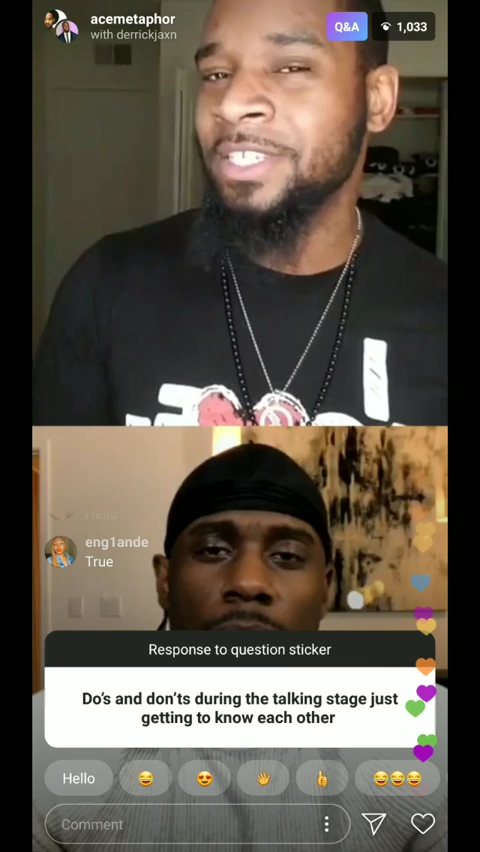 acemetaphor
with derrickjaxn
Q&A
1,033
Hello
eng1ande
True
Response to question sticker
Do's and don'ts during the talking stage just
getting to know each other
Hello
Comment